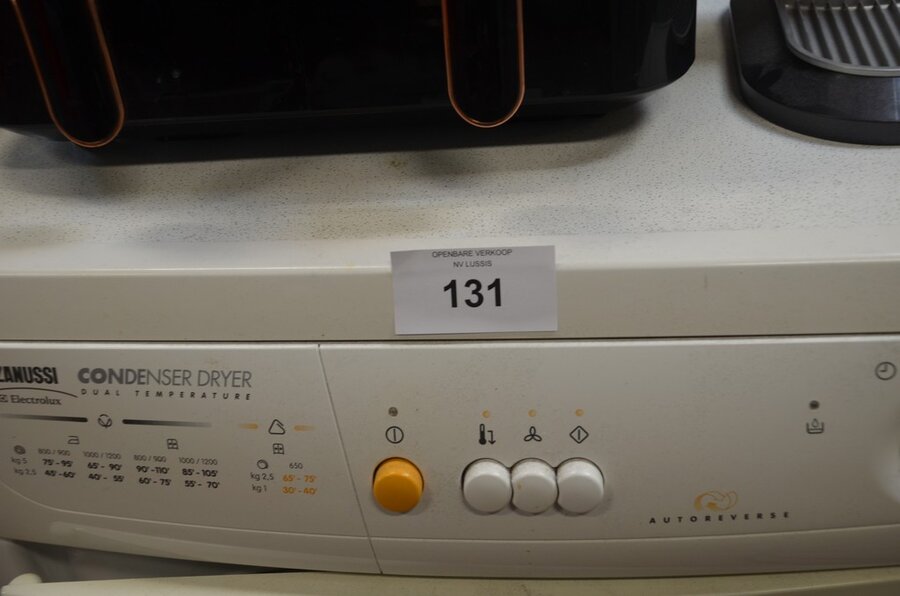 OPENBARE VERKOOP
NV LUSSIS
131
ZANUSSI
Electrolux
CONDENSER DRYER
DUAL TEMPERATURE
800 / 900 1000 / 1200 800 / 900 1000 / 1200 650
kg 5 75'-95' 65'- 90' 90'-110' 85'-105' kg 2,5 65'- 75'
kg 2,5 45'-60' 40'- 55' 60'- 75' 55'- 70' kg 1 30'-40'
AUTOREVERSE